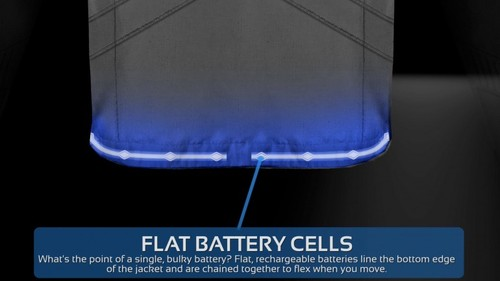 FLAT BATTERY CELLS
What's the point of a single, bulky battery? Flat, rechargeable batteries line the bottom edge
of the jacket and are chained together to flex when you move.